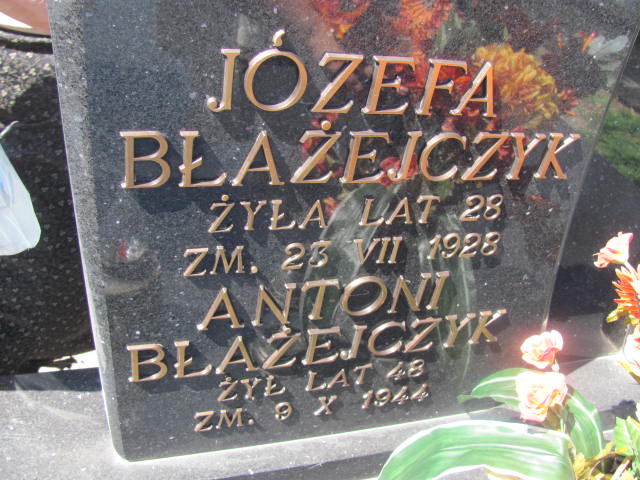 JÓZEFA
BŁAŻEJCZYK
ŻYŁA LAT 28
ZM. 23 VII 1928
ANTONI
BŁAŻEJCZYK
ŻYŁ LAT 48
ZM. 9 X 1944